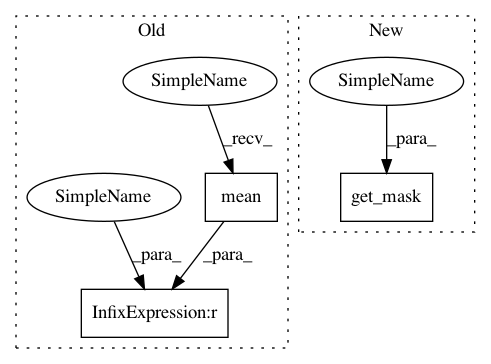 Old
New
SimpleName
SimpleName
_recv_
_para_
SimpleName
mean
get_mask
_para_
_para_
InfixExpression:r